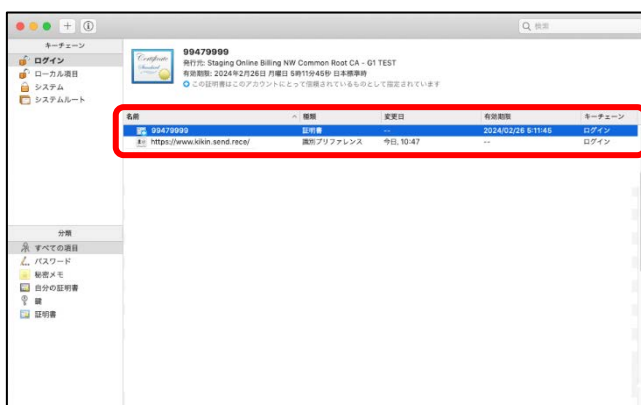 検索
キーチェーン
ログイン
ローカル項目
システム
システムルート
99479999
発行元: Staging Online Billing NW Common Root CA - G1 TEST
有効期限: 2024年2月26日 月曜日 5時11分45秒 日本標準時
この証明書はこのアカウントにとって信頼されているものとして指定されています
名前 種類 変更日 有効期限 キーチェーン
99479999 証明書 -- 2024/02/26 5:11:45 ログイン
https://www.kikin.send.rece/ 識別プリファレンス 今日, 10:47 -- ログイン
分類
すべての項目
パスワード
秘密メモ
自分の証明書
鍵
証明書